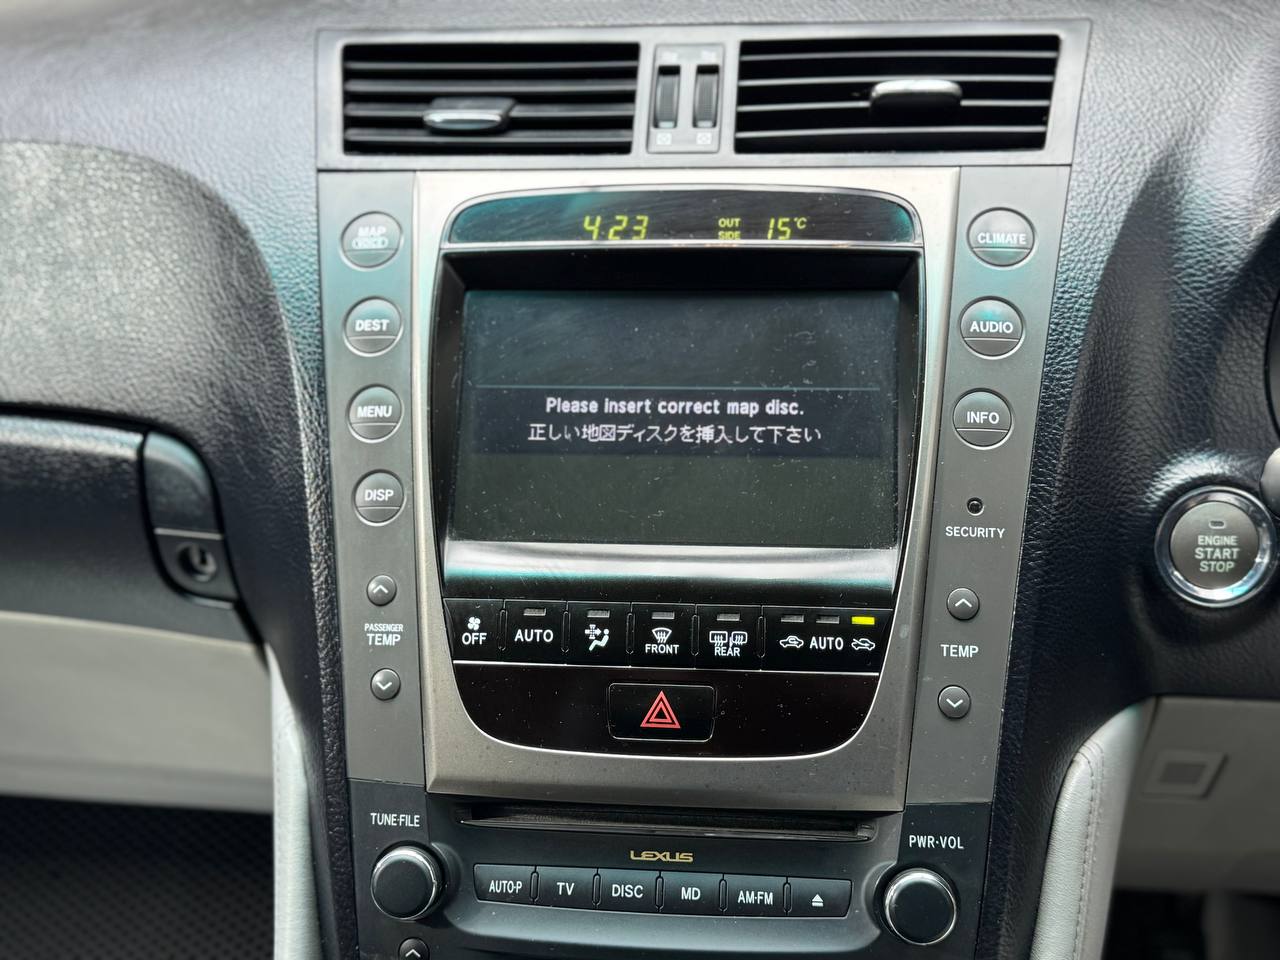 4:23 OUT SIDE 15°C
MAP
VOICE
CLIMATE
DEST
AUDIO
MENU
INFO
DISP
SECURITY
Please insert correct map disc.
正しい地図ディスクを挿入して下さい
ENGINE
START
STOP
PASSENGER
TEMP
TEMP
OFF
AUTO
FRONT
REAR
AUTO
TUNE·FILE
PWR·VOL
LEXUS
AUTO·P
TV
DISC
MD
AM·FM